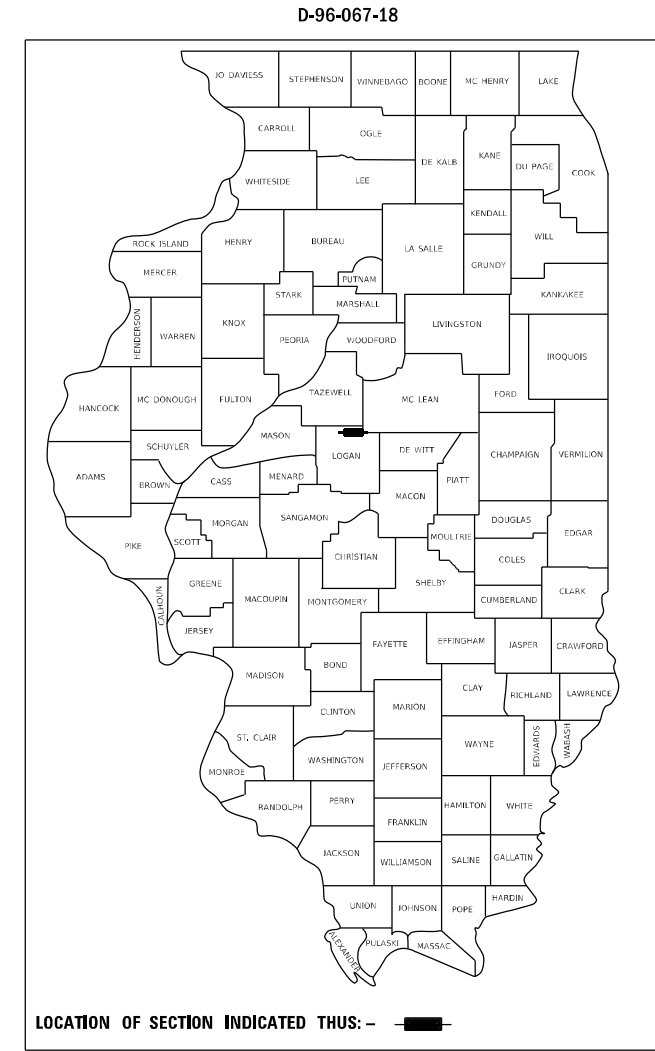 D-96-067-18
JO DAVIESS
STEPHENSON
WINNEBAGO
BOONE
MC HENRY
LAKE
CARROLL
OGLE
DE KALB
KANE
DU PAGE
COOK
WHITESIDE
LEE
KENDALL
WILL
ROCK ISLAND
HENRY
BUREAU
LA SALLE
GRUNDY
MERCER
PUTNAM
STARK
MARSHALL
KANKAKEE
HENDERSON
WARREN
KNOX
PEORIA
WOODFORD
LIVINGSTON
IROQUOIS
HANCOCK
MC DONOUGH
FULTON
TAZEWELL
MC LEAN
FORD
MASON
SCHUYLER
LOGAN
DE WITT
CHAMPAIGN
VERMILION
ADAMS
BROWN
CASS
MENARD
PIATT
MACON
MORGAN
SANGAMON
DOUGLAS
EDGAR
PIKE
SCOTT
CHRISTIAN
MOULTRIE
COLES
CALHOUN
GREENE
MACOUPIN
MONTGOMERY
SHELBY
CUMBERLAND
CLARK
JERSEY
FAYETTE
EFFINGHAM
JASPER
CRAWFORD
MADISON
BOND
CLAY
RICHLAND
LAWRENCE
CLINTON
MARION
ST. CLAIR
WAYNE
EDWARDS
WABASH
MONROE
WASHINGTON
JEFFERSON
RANDOLPH
PERRY
HAMILTON
WHITE
FRANKLIN
JACKSON
WILLIAMSON
SALINE
GALLATIN
UNION
JOHNSON
POPE
HARDIN
ALEXANDER
PULASKI
MASSAC
LOCATION OF SECTION INDICATED THUS: -